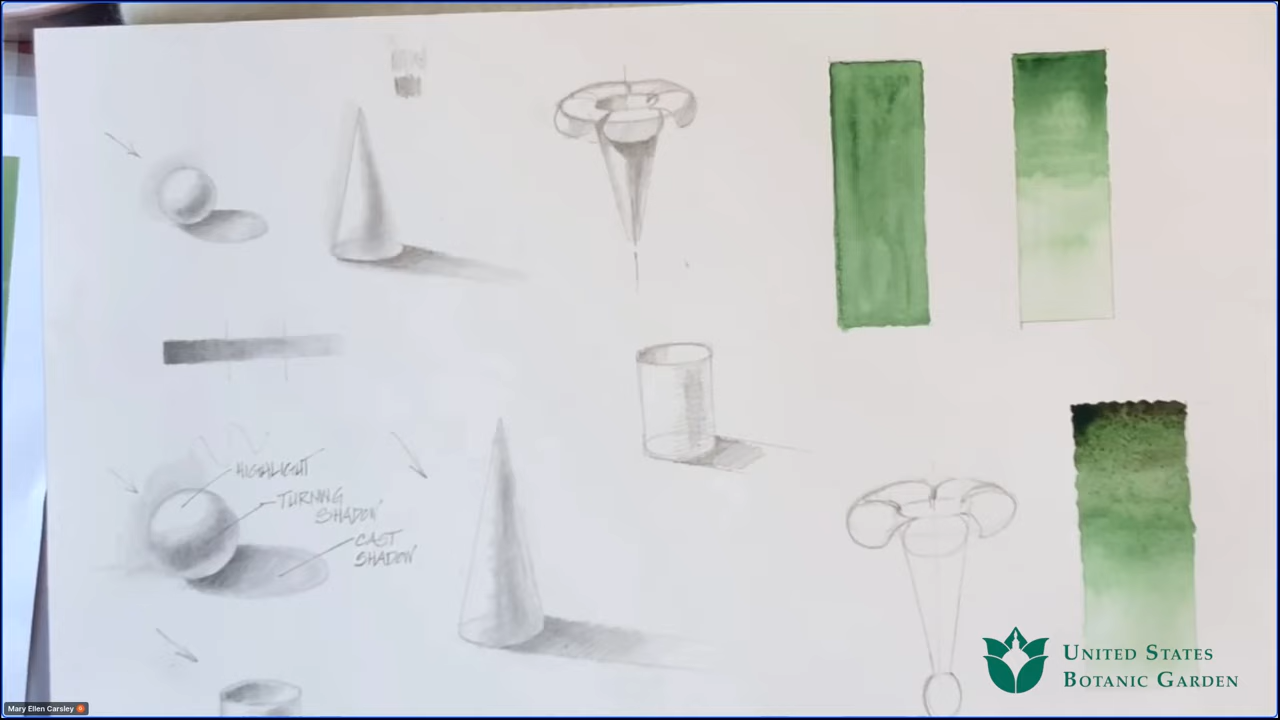 HIGHLIGHT
TURNING
SHADOW
CAST
SHADOW
UNITED STATES
BOTANIC GARDEN
Mary Ellen Carsley